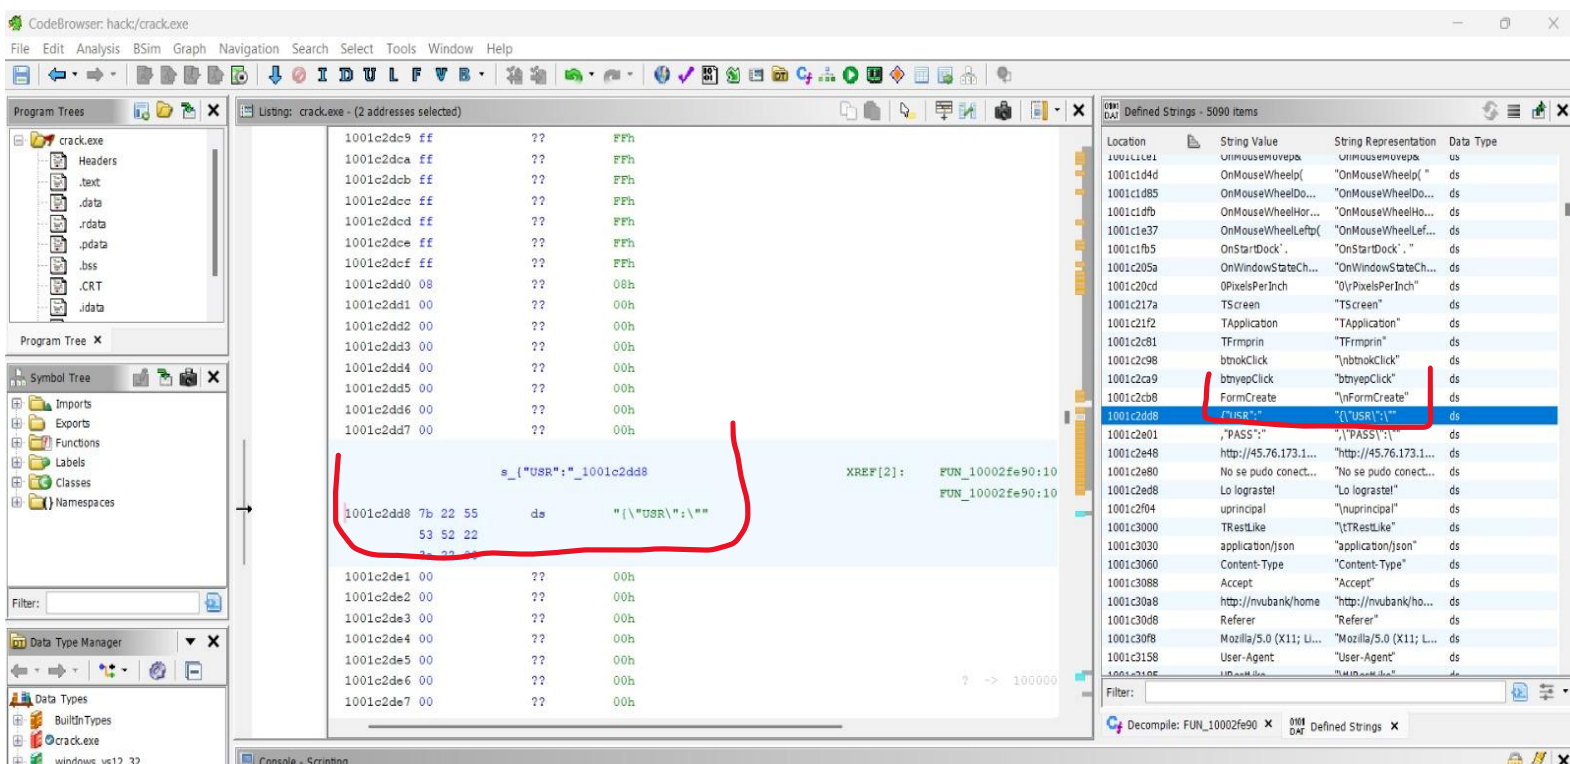 CodeBrowser: hack:/crack.exe
File Edit Analysis BSim Graph Navigation Search Select Tools Window Help
I D U L F V B
Program Trees
crack.exe
Headers
.text
.data
.rdata
.pdata
.bss
.CRT
.idata
Program Tree
Symbol Tree
Imports
Exports
Functions
Labels
Classes
Namespaces
Filter:
Data Type Manager
Data Types
BuiltInTypes
crack.exe
windows_vs12_32
Listing: crack.exe - (2 addresses selected)
1001c2dc9 ff ?? FFh
1001c2dca ff ?? FFh
1001c2dcb ff ?? FFh
1001c2dcc ff ?? FFh
1001c2dcd ff ?? FFh
1001c2dce ff ?? FFh
1001c2dcf ff ?? FFh
1001c2dd0 08 ?? 08h
1001c2dd1 00 ?? 00h
1001c2dd2 00 ?? 00h
1001c2dd3 00 ?? 00h
1001c2dd4 00 ?? 00h
1001c2dd5 00 ?? 00h
1001c2dd6 00 ?? 00h
1001c2dd7 00 ?? 00h
s_{"USR":"_1001c2dd8 XREF[2]: FUN_10002fe90:10
FUN_10002fe90:10
1001c2dd8 7b 22 55 ds "{\"USR\":\""
53 52 22
1001c2de1 00 ?? 00h
1001c2de2 00 ?? 00h
1001c2de3 00 ?? 00h
1001c2de4 00 ?? 00h
1001c2de5 00 ?? 00h
1001c2de6 00 ?? 00h ? -> 100000
1001c2de7 00 ?? 00h
Console - Scripting
Defined Strings - 5090 items
Location String Value String Representation Data Type
1001c1ce1 OnMouseMovep& "OnMouseMovep& ds
1001c1d4d OnMouseWheelp( "OnMouseWheelp( " ds
1001c1d85 OnMouseWheelDo... "OnMouseWheelDo... ds
1001c1dfb OnMouseWheelHor... "OnMouseWheelHo... ds
1001c1e37 OnMouseWheelLeftp( "OnMouseWheelLef... ds
1001c1fb5 OnStartDock`. "OnStartDock`. " ds
1001c205a OnWindowStateCh... "OnWindowStateCh... ds
1001c20cd 0PixelsPerInch "0\rPixelsPerInch" ds
1001c217a TScreen "TScreen" ds
1001c21f2 TApplication "TApplication" ds
1001c2c81 TFrmprin "TFrmprin" ds
1001c2c98 btnokClick "\nbtnokClick" ds
1001c2ca9 btnyepClick "btnyepClick" ds
1001c2cb8 FormCreate "\nFormCreate" ds
1001c2dd8 {"USR":" "{\"USR\":\"" ds
1001c2e01 ,"PASS":" ",\"PASS\":\"" ds
1001c2e48 http://45.76.173.1... "http://45.76.173.1... ds
1001c2e80 No se pudo conect... "No se pudo conect... ds
1001c2ed8 Lo lograste! "Lo lograste!" ds
1001c2f04 uprincipal "\nuprincipal" ds
1001c3000 TRestLike "\tTRestLike" ds
1001c3030 application/json "application/json" ds
1001c3060 Content-Type "Content-Type" ds
1001c3088 Accept "Accept" ds
1001c30a8 http://nvubank/home "http://nvubank/ho... ds
1001c30d8 Referer "Referer" ds
1001c30f8 Mozilla/5.0 (X11; Li... "Mozilla/5.0 (X11; L... ds
1001c3158 User-Agent "User-Agent" ds
Filter:
Decompile: FUN_10002fe90
Defined Strings